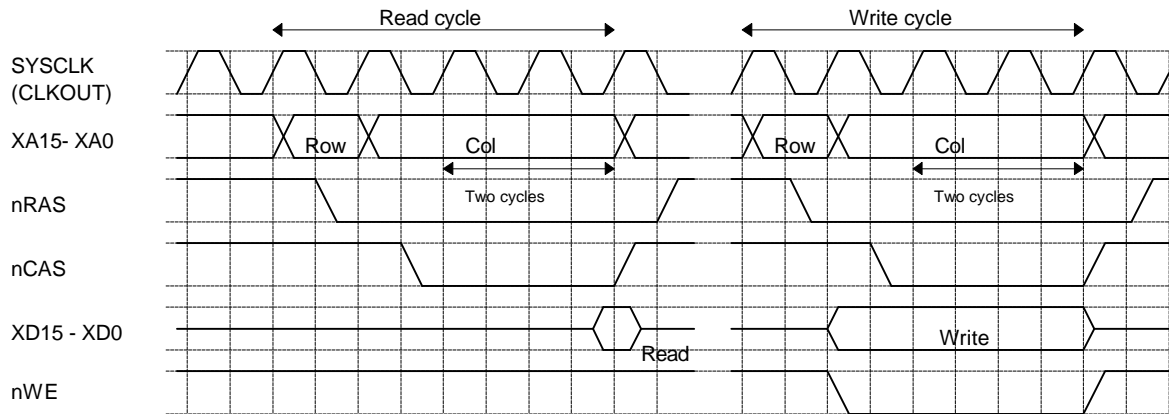 Read cycle Write cycle
SYSCLK
(CLKOUT)
XA15- XA0 Row Col Row Col
Two cycles Two cycles
nRAS
nCAS
XD15 - XD0 Read Write
nWE